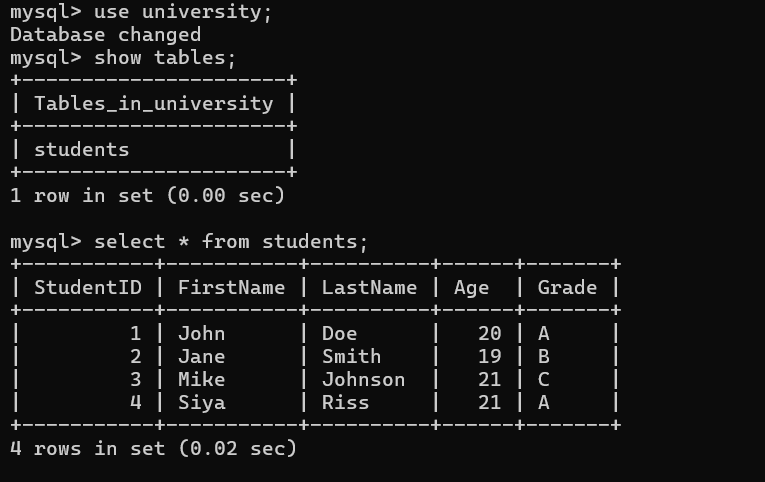 mysql> use university;
Database changed
mysql> show tables;
+----------------------+
| Tables_in_university |
+----------------------+
| students             |
+----------------------+
1 row in set (0.00 sec)

mysql> select * from students;
+-----------+-----------+----------+------+-------+
| StudentID | FirstName | LastName | Age  | Grade |
+-----------+-----------+----------+------+-------+
|         1 | John      | Doe      |   20 | A     |
|         2 | Jane      | Smith    |   19 | B     |
|         3 | Mike      | Johnson  |   21 | C     |
|         4 | Siya      | Riss     |   21 | A     |
+-----------+-----------+----------+------+-------+
4 rows in set (0.02 sec)